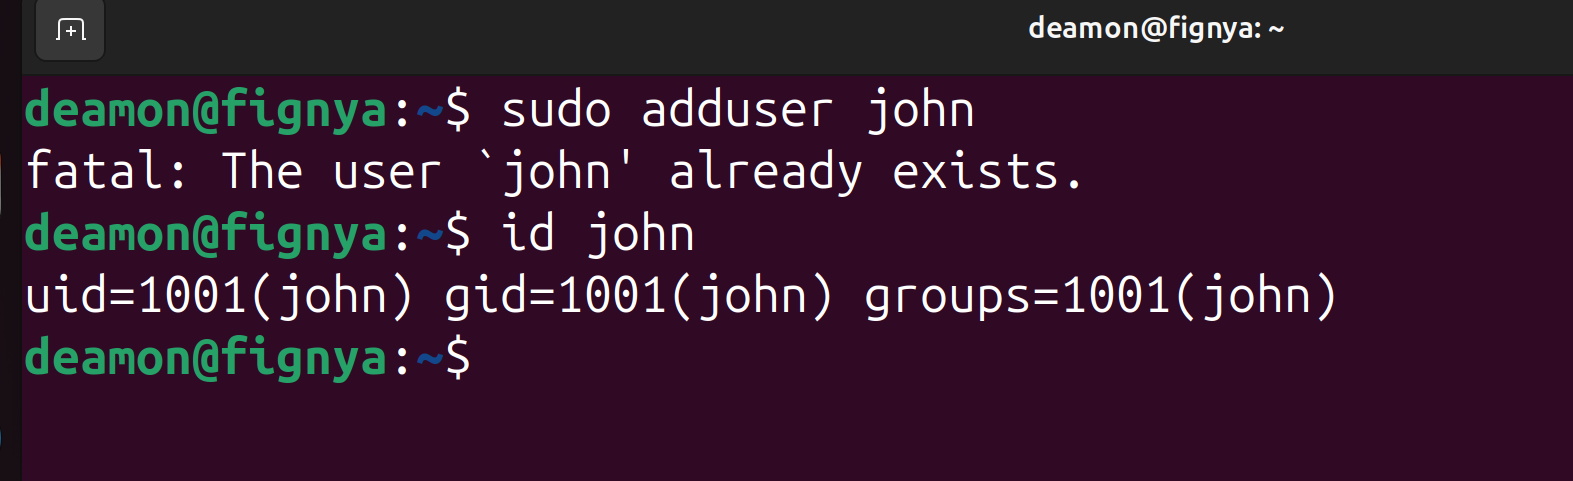 deamon@fignya: ~
deamon@fignya:~$ sudo adduser john
fatal: The user `john' already exists.
deamon@fignya:~$ id john
uid=1001(john) gid=1001(john) groups=1001(john)
deamon@fignya:~$